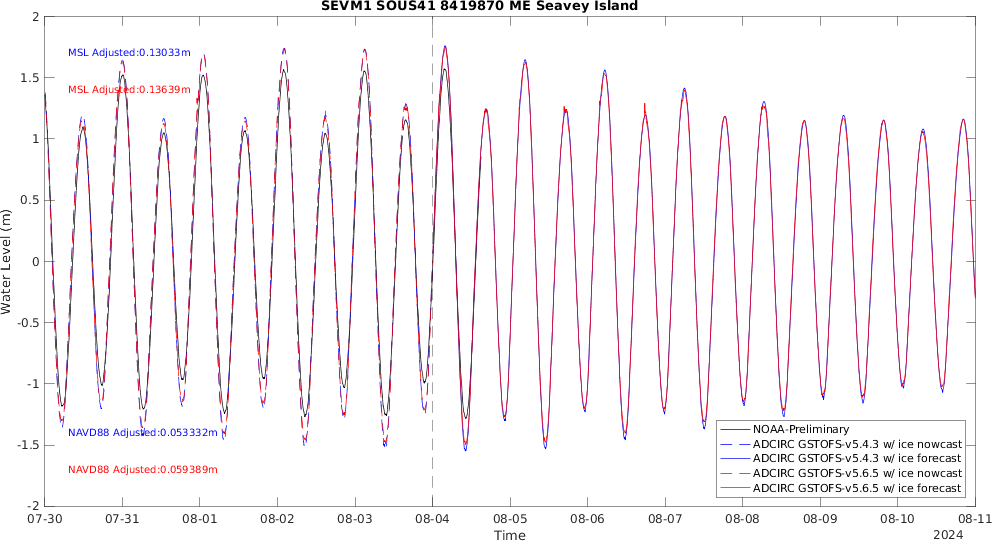 SEVM1 SOUS41 8419870 ME Seavey Island
2
1.5
1
0.5
0
-0.5
-1
-1.5
-2
Water Level (m)
MSL Adjusted:0.13033m
MSL Adjusted:0.13639m
NAVD88 Adjusted:0.053332m
NAVD88 Adjusted:0.059389m
NOAA-Preliminary
ADCIRC GSTOFS-v5.4.3 w/ ice nowcast
ADCIRC GSTOFS-v5.4.3 w/ ice forecast
ADCIRC GSTOFS-v5.6.5 w/ ice nowcast
ADCIRC GSTOFS-v5.6.5 w/ ice forecast
07-30 07-31 08-01 08-02 08-03 08-04 08-05 08-06 08-07 08-08 08-09 08-10 08-11
Time
2024